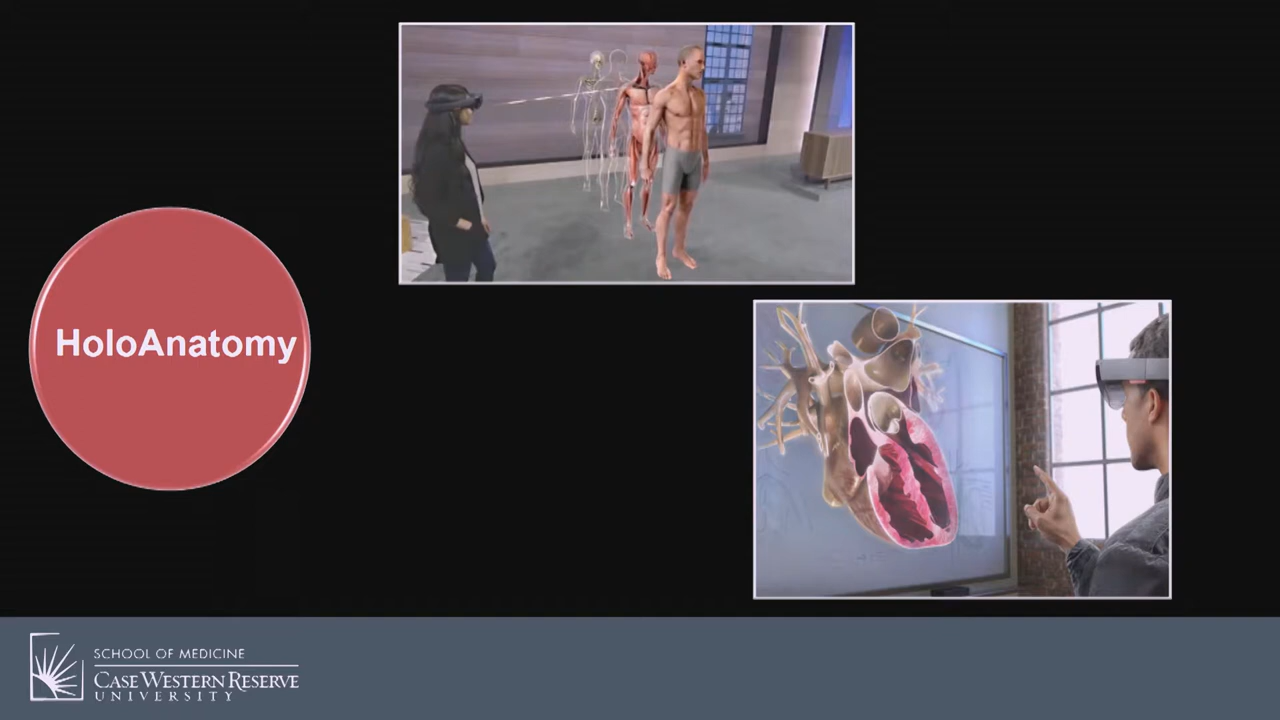 HoloAnatomy
SCHOOL OF MEDICINE
CASE WESTERN RESERVE
UNIVERSITY